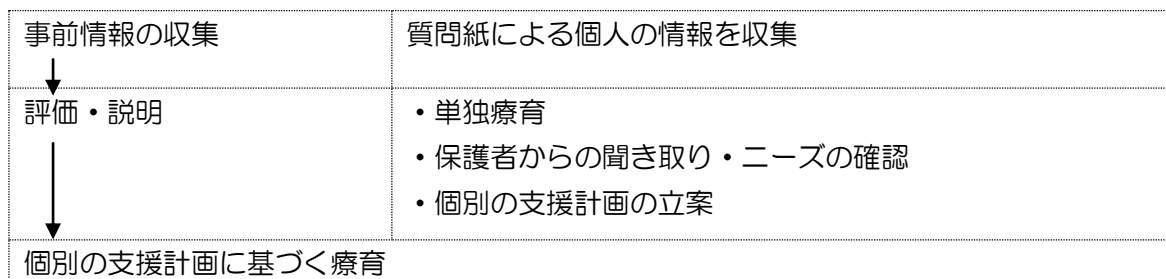 事前情報の収集
質問紙による個人の情報を収集
評価・説明
・単独療育
・保護者からの聞き取り・ニーズの確認
・個別の支援計画の立案
個別の支援計画に基づく療育